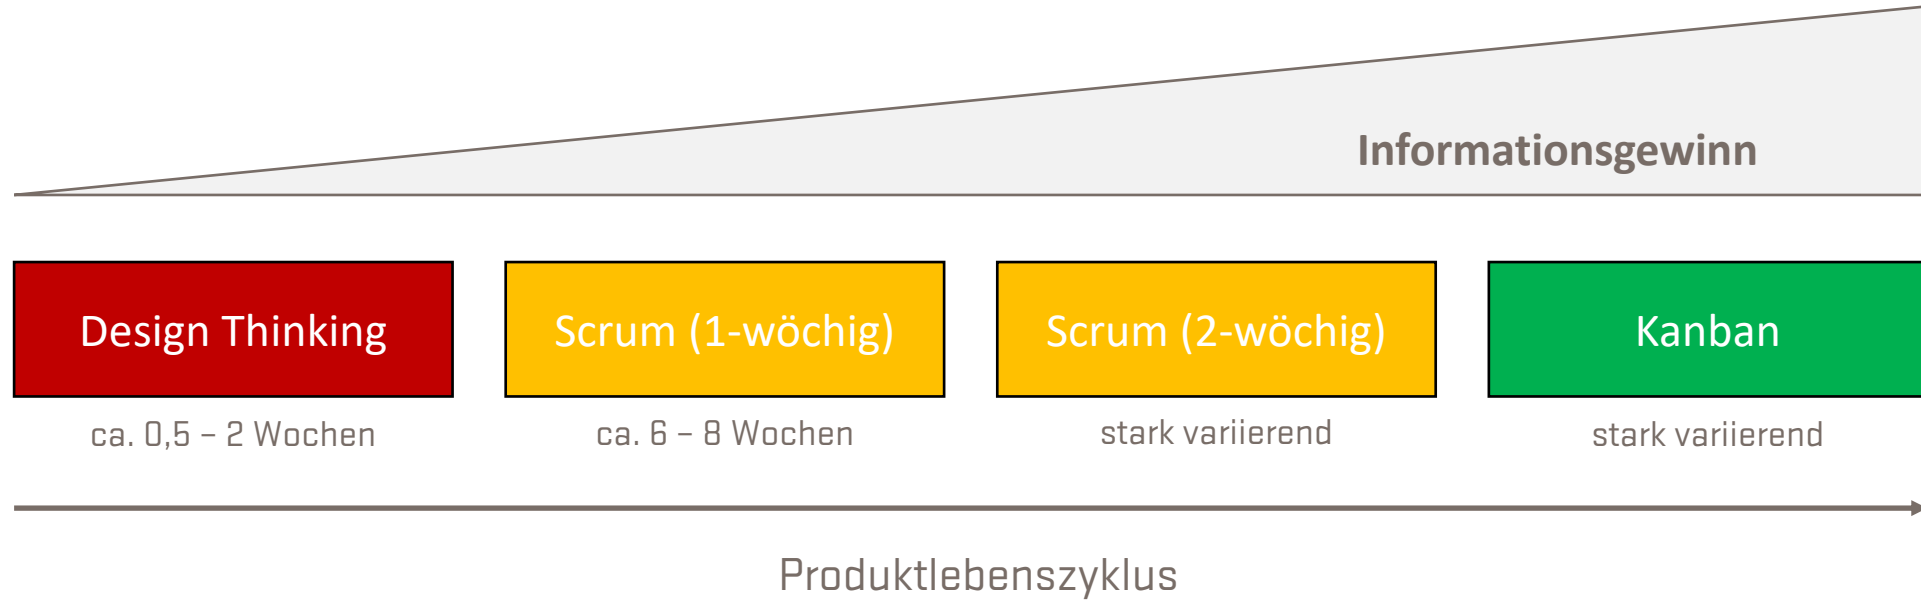 Informationsgewinn
Design Thinking
Scrum (1-wöchig)
Scrum (2-wöchig)
Kanban
ca. 0,5 – 2 Wochen
ca. 6 – 8 Wochen
stark variierend
stark variierend
Produktlebenszyklus